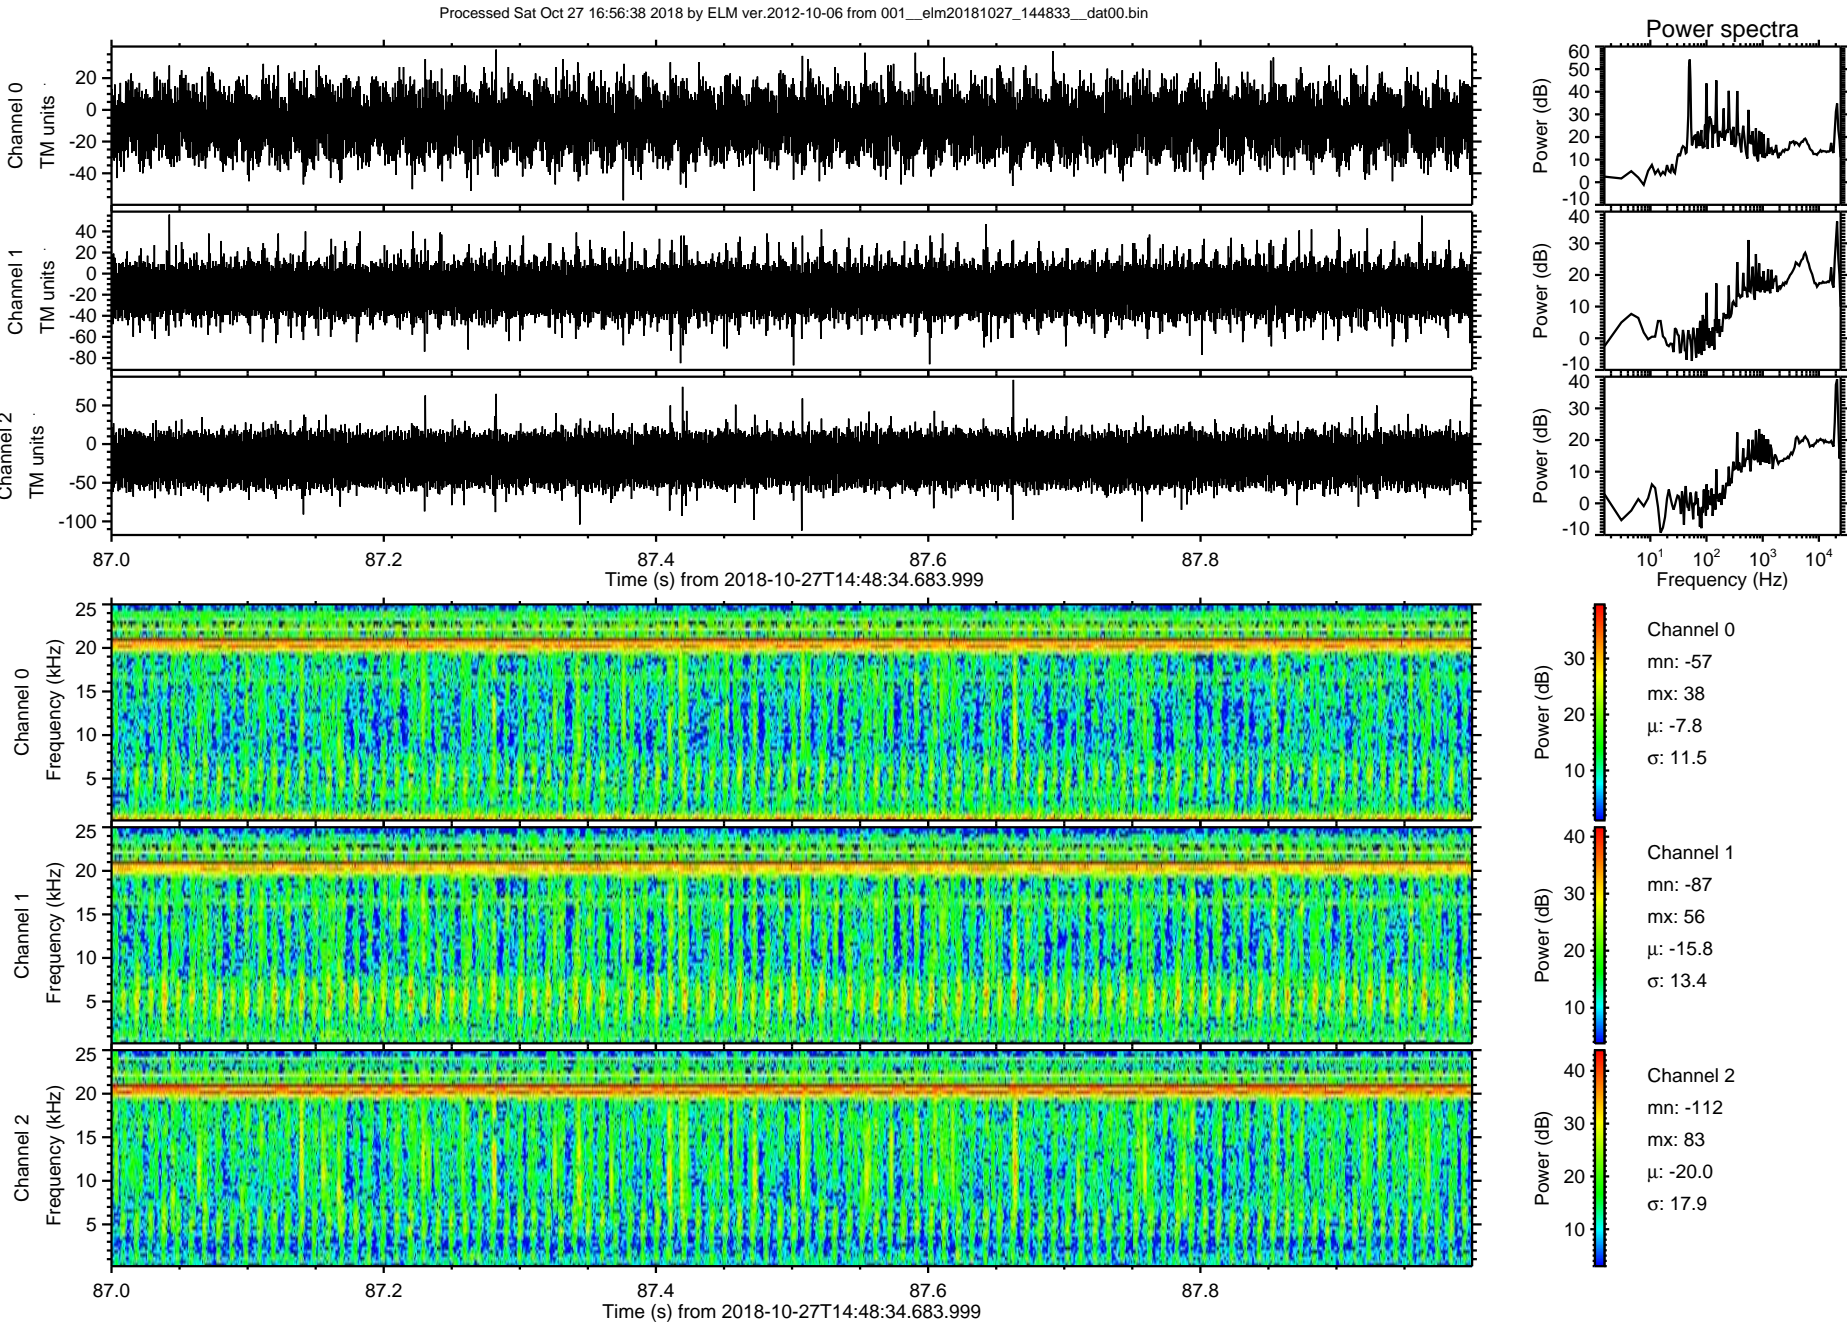 Processed Sat Oct 27 16:56:38 2018 by ELM ver.2012-10-06 from 001__elm20181027_144833__dat00.bin
Power spectra
Channel 0
TM units
20
0
-20
-40
Power (dB)
60
50
40
30
20
10
0
-10
Channel 1
TM units
40
20
0
-20
-40
-60
-80
Power (dB)
40
30
20
10
0
-10
Channel 2
TM units
50
0
-50
-100
Power (dB)
40
30
20
10
0
-10
87.0 87.2 87.4 87.6 87.8
Time (s) from 2018-10-27T14:48:34.683.999
10^1 10^2 10^3 10^4
Frequency (Hz)
Channel 0
Frequency (kHz)
25
20
15
10
5
Power (dB)
30
20
10
Channel 0
mn: -57
mx: 38
μ: -7.8
σ: 11.5
Channel 1
Frequency (kHz)
25
20
15
10
5
Power (dB)
40
30
20
10
Channel 1
mn: -87
mx: 56
μ: -15.8
σ: 13.4
Channel 2
Frequency (kHz)
25
20
15
10
5
Power (dB)
40
30
20
10
Channel 2
mn: -112
mx: 83
μ: -20.0
σ: 17.9
87.0 87.2 87.4 87.6 87.8
Time (s) from 2018-10-27T14:48:34.683.999